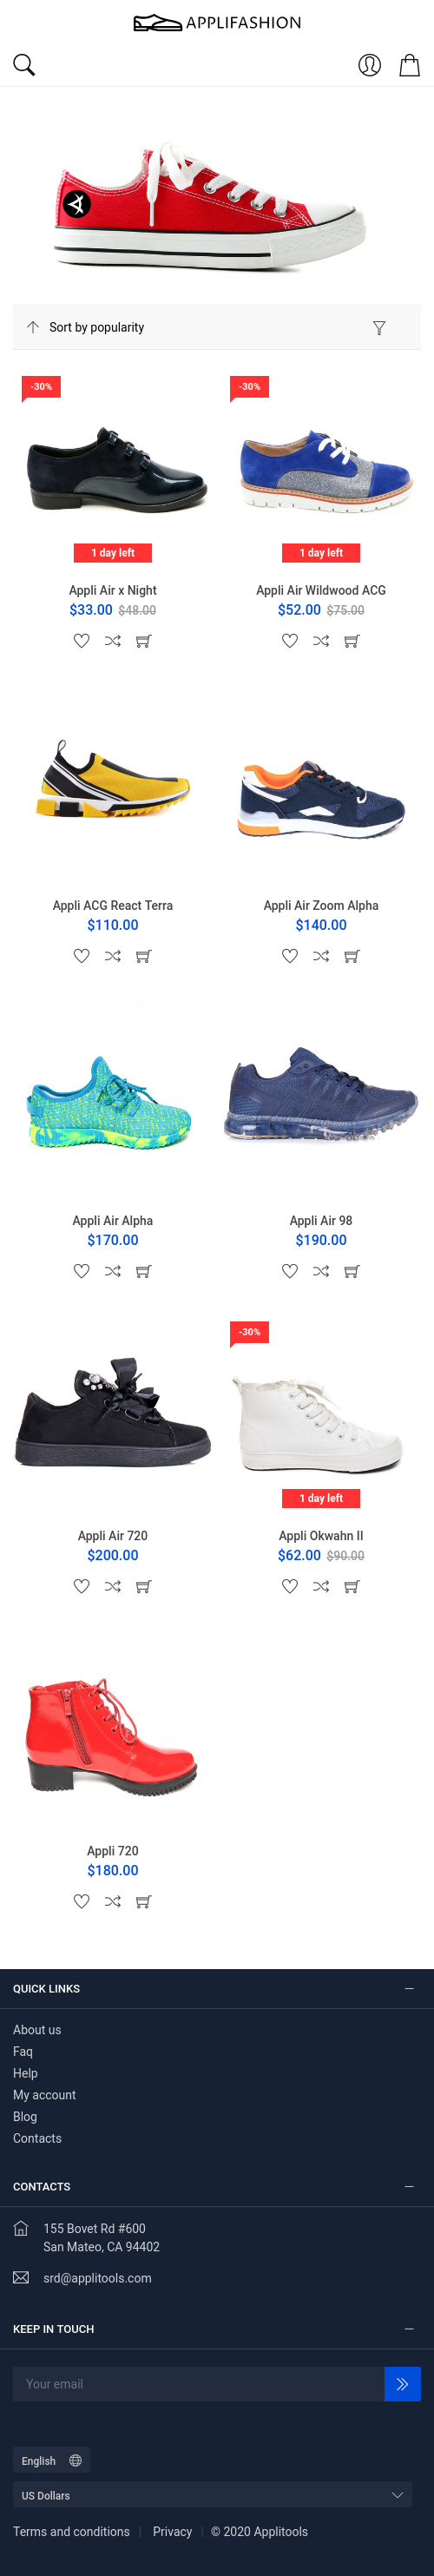 APPLIFASHION
Sort by popularity
-30%
-30%
1 day left
1 day left
Appli Air x Night
$33.00 $48.00
Appli Air Wildwood ACG
$52.00 $75.00
Appli ACG React Terra
$110.00
Appli Air Zoom Alpha
$140.00
Appli Air Alpha
$170.00
Appli Air 98
$190.00
-30%
1 day left
Appli Air 720
$200.00
Appli Okwahn II
$62.00 $90.00
Appli 720
$180.00
QUICK LINKS
About us
Faq
Help
My account
Blog
Contacts
CONTACTS
155 Bovet Rd #600
San Mateo, CA 94402
srd@applitools.com
KEEP IN TOUCH
Your email
English
US Dollars
Terms and conditions
Privacy
© 2020 Applitools